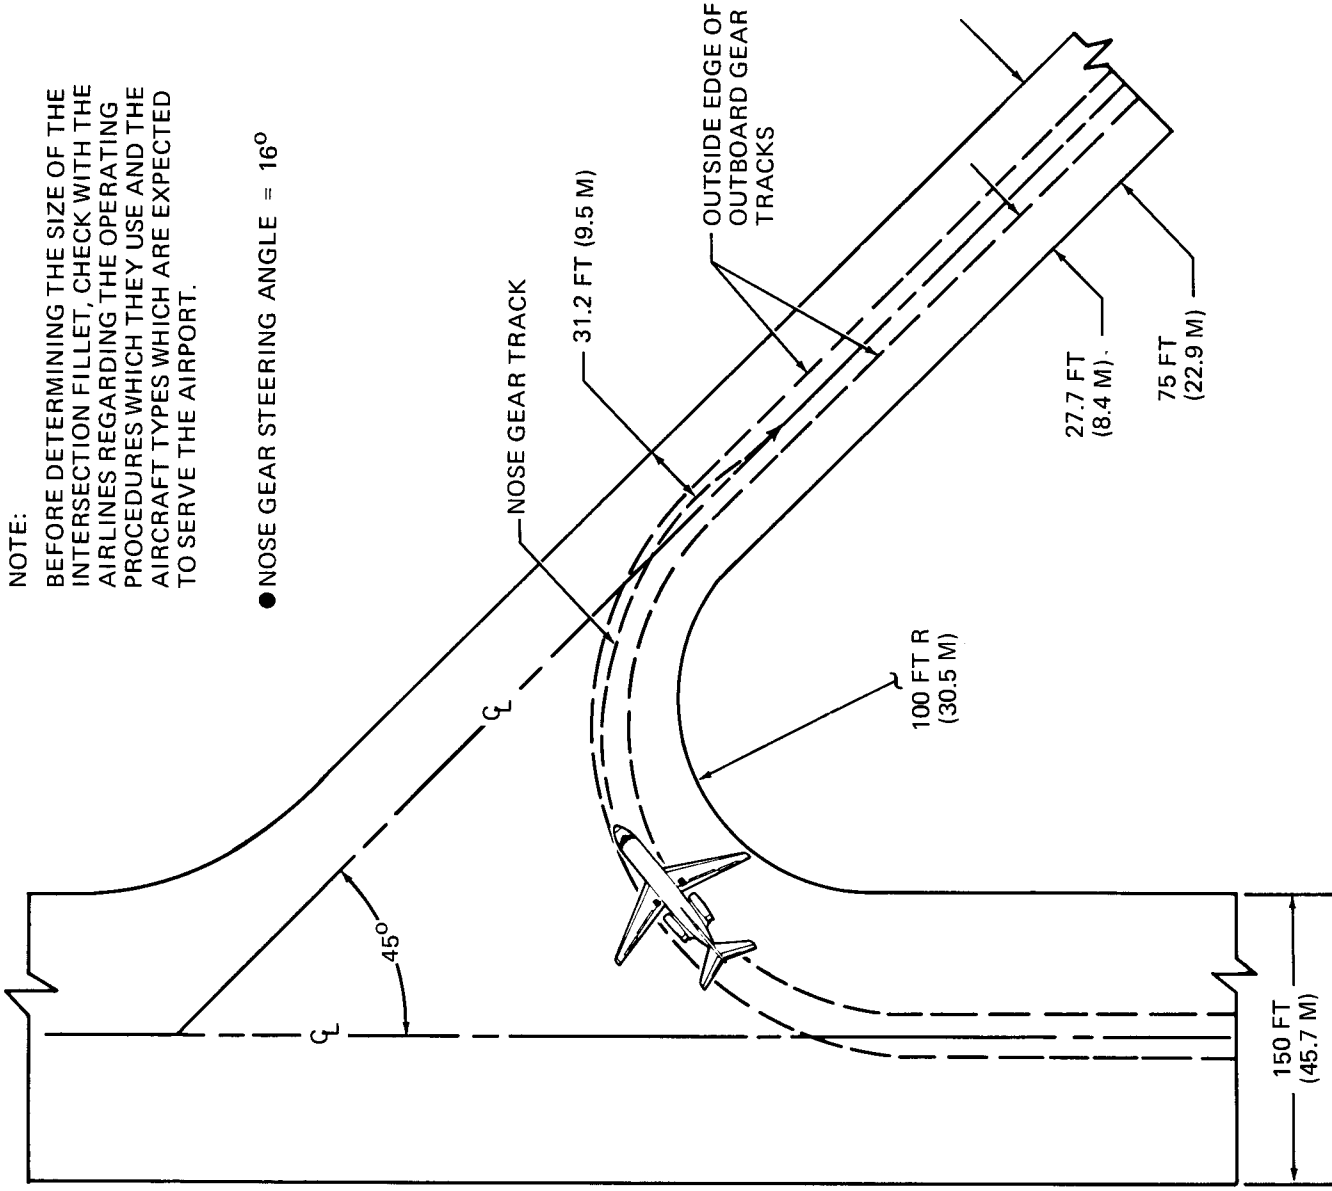 NOTE:
BEFORE DETERMINING THE SIZE OF THE
INTERSECTION FILLET, CHECK WITH THE
AIRLINES REGARDING THE OPERATING
PROCEDURES WHICH THEY USE AND THE
AIRCRAFT TYPES WHICH ARE EXPECTED
TO SERVE THE AIRPORT.
● NOSE GEAR STEERING ANGLE = 16°
NOSE GEAR TRACK
31.2 FT (9.5 M)
OUTSIDE EDGE OF
OUTBOARD GEAR
TRACKS
℄
45°
℄
100 FT R
(30.5 M)
27.7 FT
(8.4 M)
75 FT
(22.9 M)
150 FT
(45.7 M)